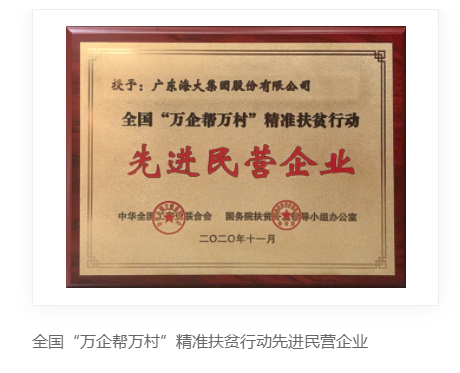 授予：广东海大集团股份有限公司
全国“万企帮万村”精准扶贫行动
先进民营企业
中华全国工商业联合会 国务院扶贫开发领导小组办公室
二〇二〇年十一月
全国“万企帮万村”精准扶贫行动先进民营企业